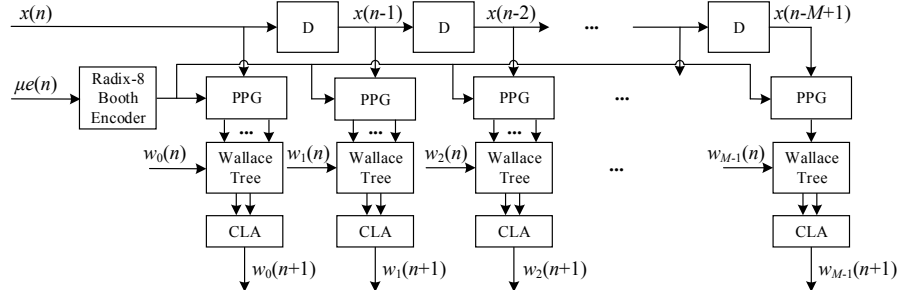 x(n) D x(n-1) D x(n-2) ... D x(n-M+1)
μe(n) Radix-8 Booth Encoder PPG PPG PPG ... PPG
... ... ...
w0(n) Wallace Tree w1(n) Wallace Tree w2(n) Wallace Tree ... wM-1(n) Wallace Tree
CLA CLA CLA CLA
w0(n+1) w1(n+1) w2(n+1) wM-1(n+1)